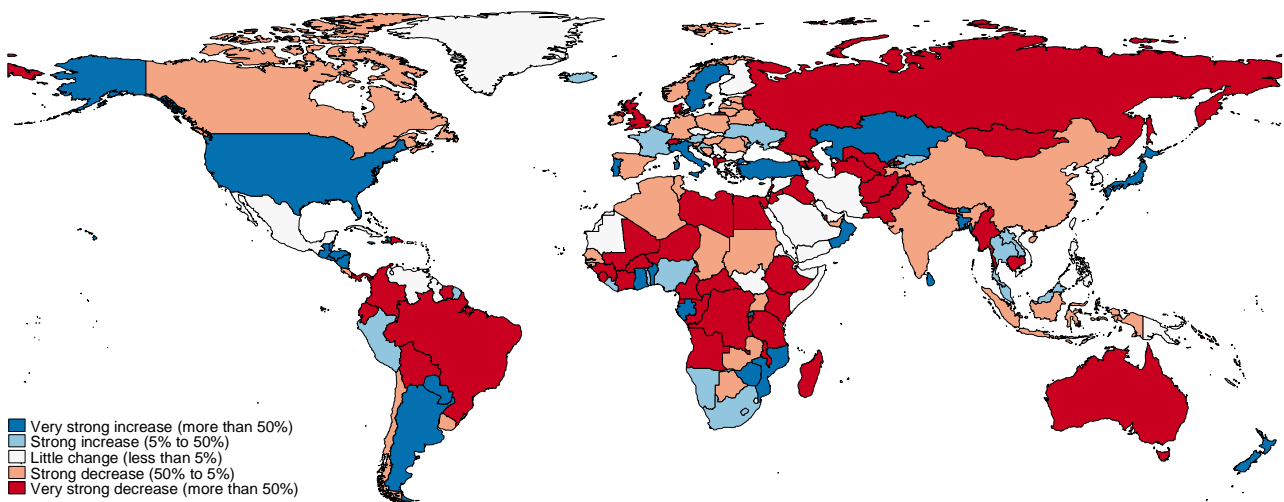 Very strong increase (more than 50%)
Strong increase (5% to 50%)
Little change (less than 5%)
Strong decrease (50% to 5%)
Very strong decrease (more than 50%)